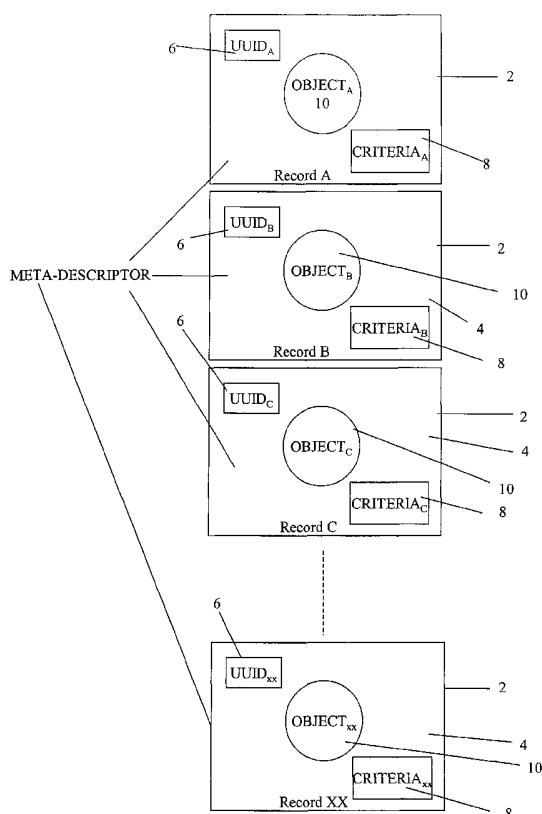 UUIDA
6
OBJECTA
10
2
CRITERIAA
8
Record A
UUIDB
6
2
OBJECTB
10
META-DESCRIPTOR
6
CRITERIAB
4
8
Record B
UUIDC
2
4
OBJECTC
10
CRITERIAC
8
Record C
6
UUIDxx
2
OBJECTxx
4
10
CRITERIAxx
Record XX
8